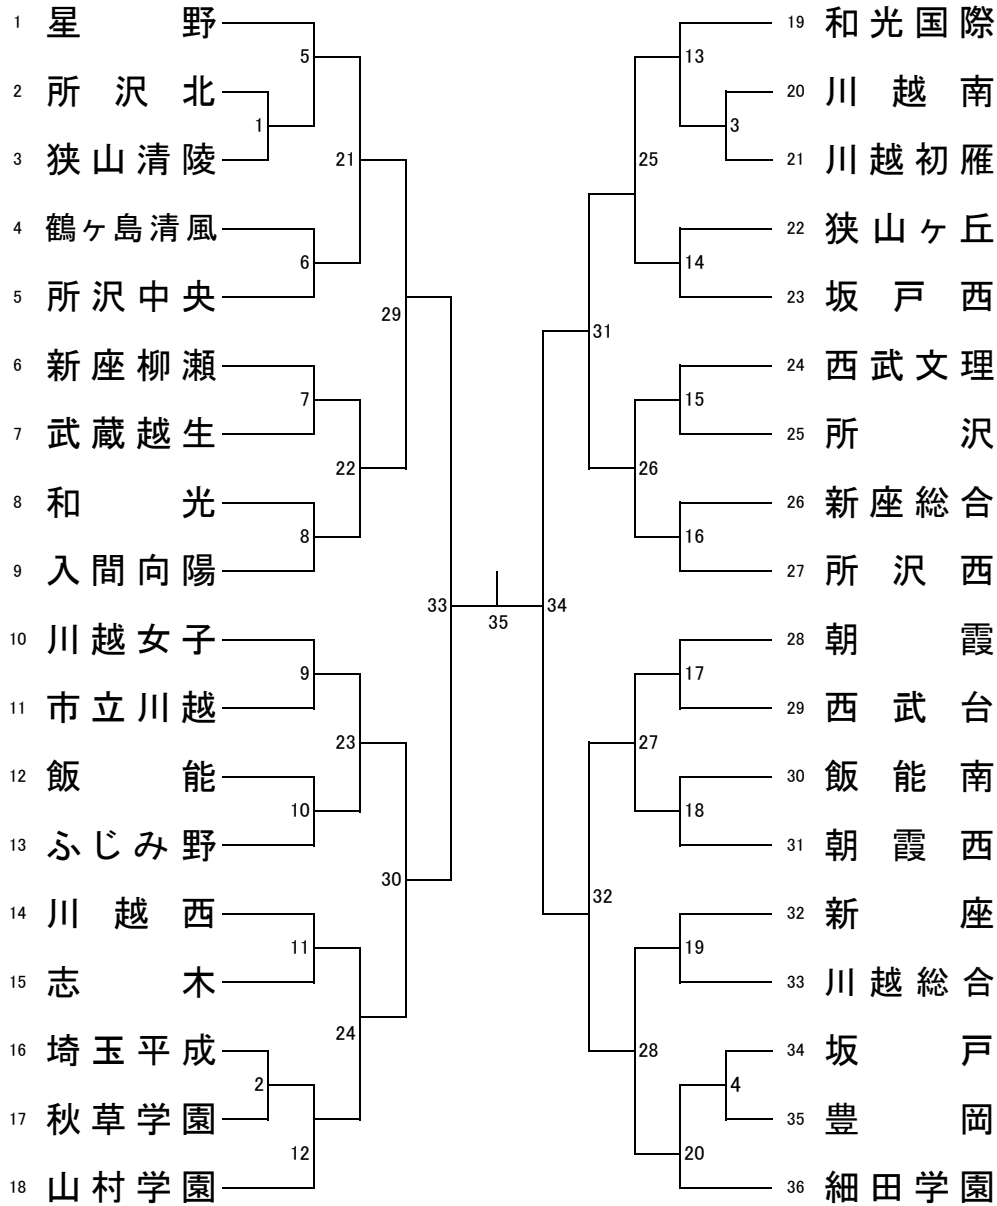 1 星野
5
2 所沢北
1
3 狭山清陵
21
4 鶴ヶ島清風
6
5 所沢中央
29
6 新座柳瀬
7
7 武蔵越生
22
8 和光
8
9 入間向陽
33
10 川越女子
9
11 市立川越
23
12 飯能
10
13 ふじみ野
30
14 川越西
11
15 志木
24
16 埼玉平成
2
17 秋草学園
12
18 山村学園
35
19 和光国際
13
20 川越南
3
21 川越初雁
25
22 狭山ヶ丘
14
23 坂戸西
31
24 西武文理
15
25 所沢
26
26 新座総合
16
27 所沢西
34
28 朝霞
17
29 西武台
27
30 飯能南
18
31 朝霞西
32
32 新座
19
33 川越総合
28
34 坂戸
4
35 豊岡
20
36 細田学園